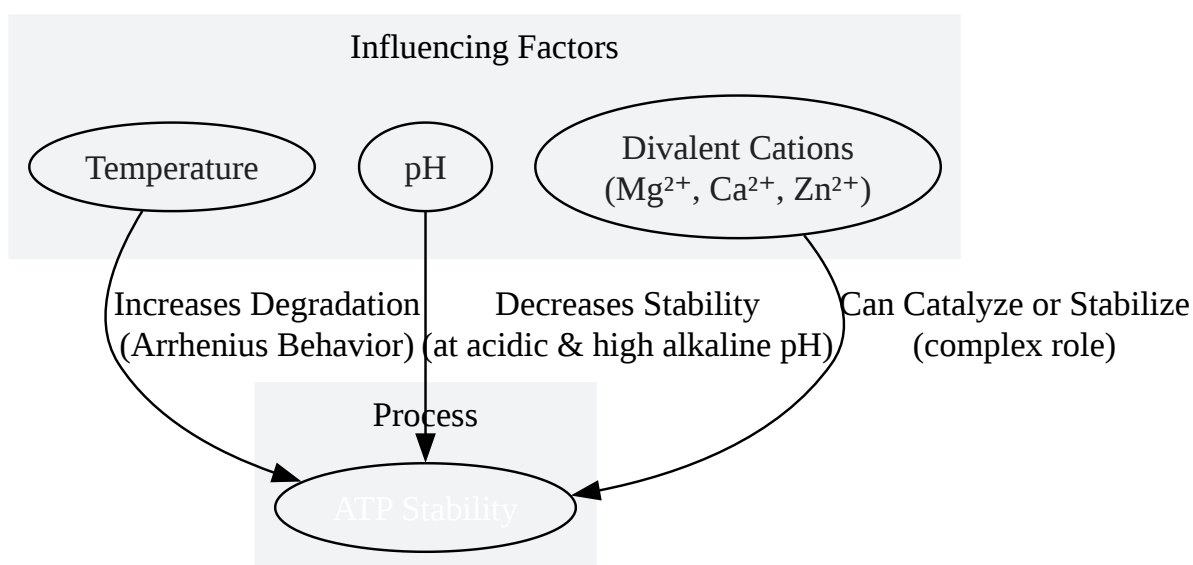 Influencing Factors
Temperature
pH
Divalent Cations
(Mg²⁺, Ca²⁺, Zn²⁺)
Increases Degradation
(Arrhenius Behavior)
Decreases Stability
(at acidic & high alkaline pH)
Can Catalyze or Stabilize
(complex role)
Process
ATP Stability